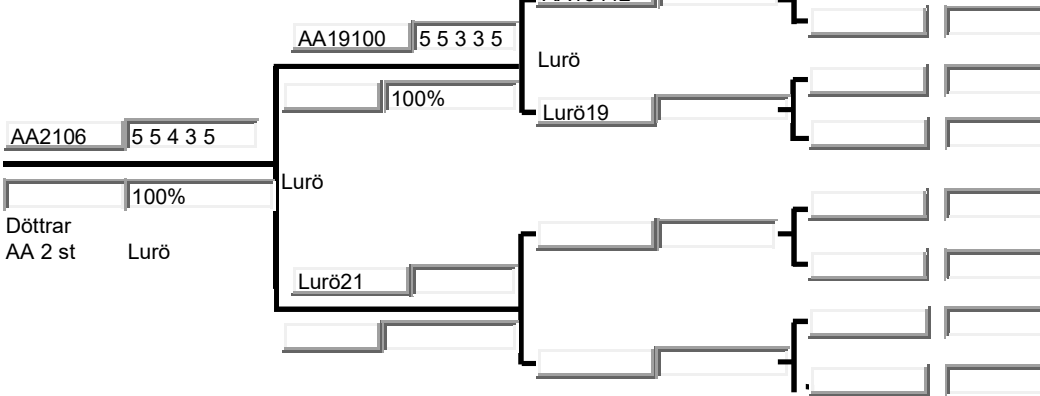 AA19100 5 5 3 3 5
Lurö
100%
Lurö19
AA2106 5 5 4 3 5
Lurö
100%
Döttrar
AA 2 st Lurö
Lurö21